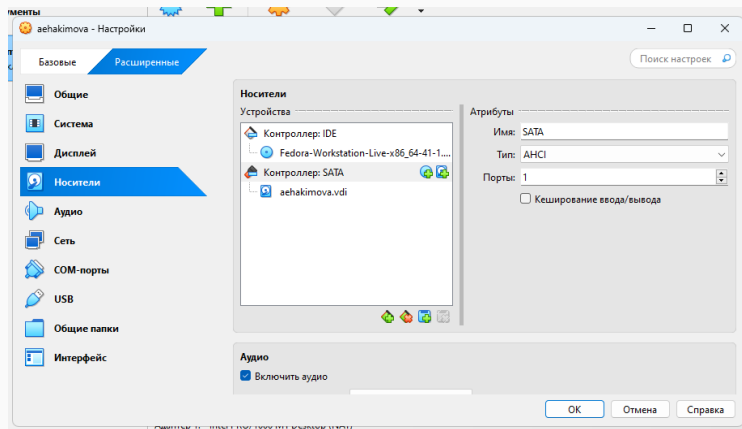 ументы
aehakimova - Настройки
Базовые
Расширенные
Поиск настроек
Общие
Система
Дисплей
Носители
Аудио
Сеть
COM-порты
USB
Общие папки
Интерфейс
Носители
Устройства
Контроллер: IDE
Fedora-Workstation-Live-x86_64-41-1....
Контроллер: SATA
aehakimova.vdi
Атрибуты
Имя: SATA
Тип: AHCI
Порты: 1
Кеширование ввода/вывода
Аудио
Включить аудио
OK
Отмена
Справка